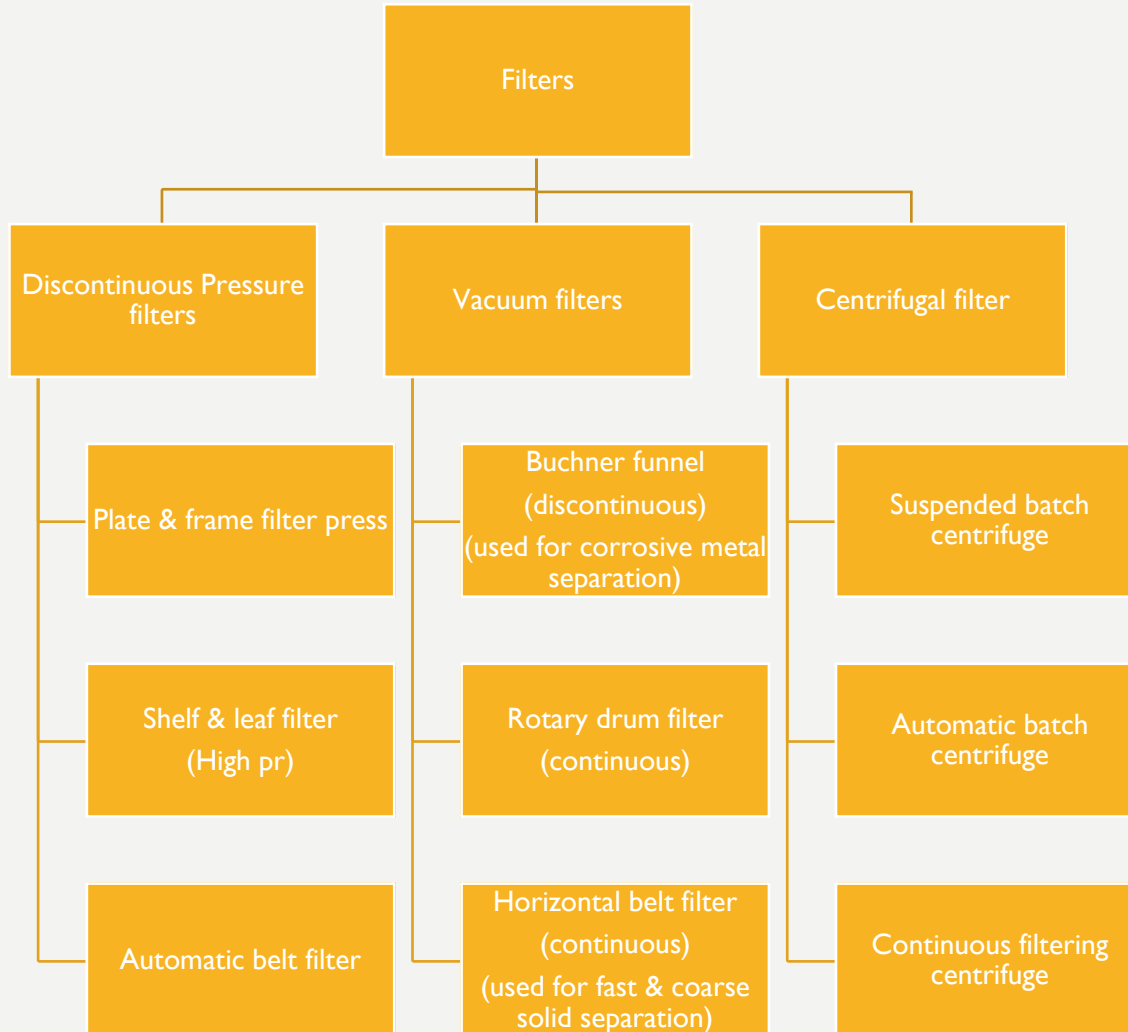 Filters
Discontinuous Pressure
filters
Plate & frame filter press
Shelf & leaf filter
(High pr)
Automatic belt filter
Vacuum filters
Buchner funnel
(discontinuous)
(used for corrosive metal
separation)
Rotary drum filter
(continuous)
Horizontal belt filter
(continuous)
(used for fast & coarse
solid separation)
Centrifugal filter
Suspended batch
centrifuge
Automatic batch
centrifuge
Continuous filtering
centrifuge